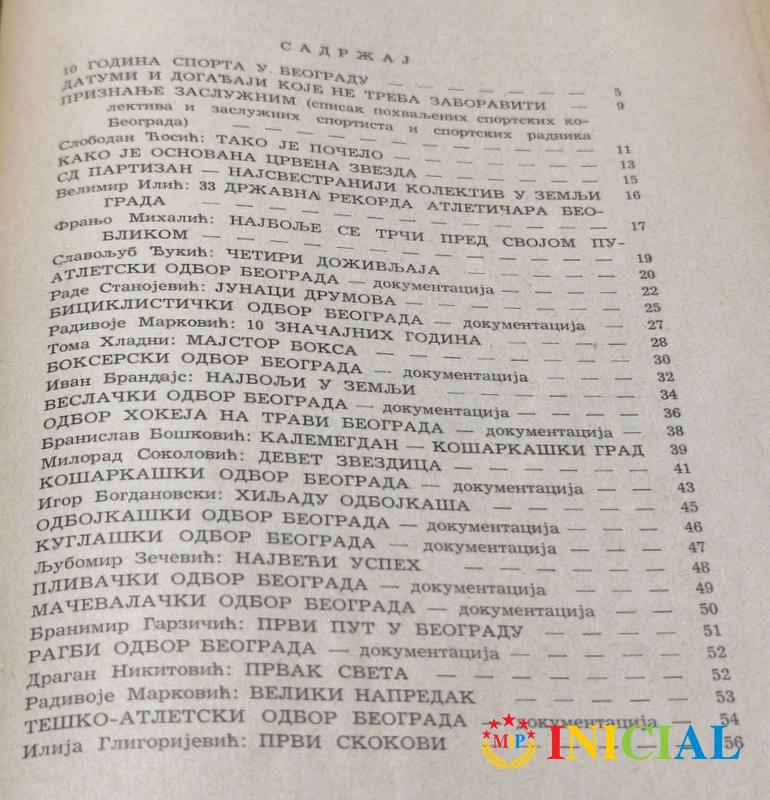 САДРЖАЈ
10 ГОДИНА СПОРТА У БЕОГРАДУ — — — — — — 5
ДАТУМИ И ДОГАЂАЈИ КОЈЕ НЕ ТРЕБА ЗАБОРАВИТИ — 9
ПРИЗНАЊЕ ЗАСЛУЖНИМ (списак похваљених спортских ко-
лектива и заслужних спортиста и спортских радника
Београда) — — — — — — — — — — 11
Слободан Ћосић: ТАКО ЈЕ ПОЧЕЛО — — — — — — 13
КАКО ЈЕ ОСНОВАНА ЦРВЕНА ЗВЕЗДА — — — — — 15
СД ПАРТИЗАН — НАЈСВЕСТРАНИЈИ КОЛЕКТИВ У ЗЕМЉИ 16
Велимир Илић: 33 ДРЖАВНА РЕКОРДА АТЛЕТИЧАРА БЕО-
ГРАДА — — — — — — — — — — — 17
Фрањо Михалић: НАЈБОЉЕ СЕ ТРЧИ ПРЕД СВОЈОМ ПУ-
БЛИКОМ — — — — — — — — — — 19
Славољуб Ђукић: ЧЕТИРИ ДОЖИВЉАЈА — — — — — 20
АТЛЕТСКИ ОДБОР БЕОГРАДА — документација — — — 22
Раде Станојевић: ЈУНАЦИ ДРУМОВА — — — — — — 25
БИЦИКЛИСТИЧКИ ОДБОР БЕОГРАДА — документација — 27
Радивоје Марковић: 10 ЗНАЧАЈНИХ ГОДИНА — — — — 28
Тома Хладни: МАЈСТОР БОКСА — — — — — — — 30
БОКСЕРСКИ ОДБОР БЕОГРАДА — документација — — — 32
Иван Брандајс: НАЈБОЉИ У ЗЕМЉИ — — — — — — 34
ВЕСЛАЧКИ ОДБОР БЕОГРАДА — документација — — — 36
ОДБОР ХОКЕЈА НА ТРАВИ БЕОГРАДА — документација — 38
Бранислав Бошковић: КАЛЕМЕГДАН — КОШАРКАШКИ ГРАД 39
Милорад Соколовић: ДЕВЕТ ЗВЕЗДИЦА — — — — — 41
КОШАРКАШКИ ОДБОР БЕОГРАДА — документација — — 43
Игор Богдановски: ХИЉАДУ ОДБОЈКАША — — — — — 45
ОДБОЈКАШКИ ОДБОР БЕОГРАДА — документација — — — 46
КУГЛАШКИ ОДБОР БЕОГРАДА — документација — — — 47
Љубомир Зечевић: НАЈВЕЋИ УСПЕХ — — — — — — 48
ПЛИВАЧКИ ОДБОР БЕОГРАДА — документација — — — 49
МАЧЕВАЛАЧКИ ОДБОР БЕОГРАДА — документација — — 50
Бранимир Гарзичић: ПРВИ ПУТ У БЕОГРАДУ — — — — 51
РАГБИ ОДБОР БЕОГРАДА — документација — — — — 52
Драган Никитовић: ПРВАК СВЕТА — — — — — — — 52
Радивоје Марковић: ВЕЛИКИ НАПРЕДАК — — — — — 53
ТЕШКО-АТЛЕТСКИ ОДБОР БЕОГРАДА — документација — 54
Илија Глигоријевић: ПРВИ СКОКОВИ — — — — — — 56
MIP INICIAL